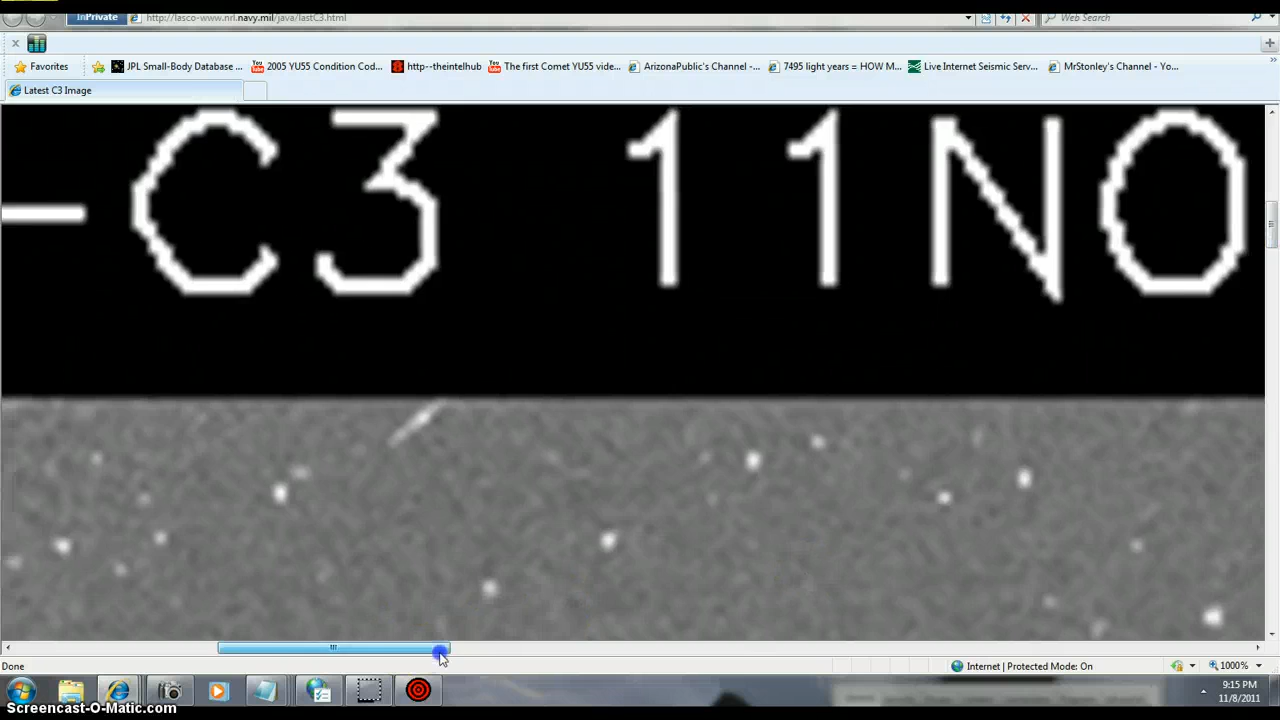 InPrivate http://lasco-www.nrl.navy.mil/java/lastC3.html Web Search
Favorites JPL Small-Body Database ... 2005 YU55 Condition Cod... http--theintelhub The first Comet YU55 vide... ArizonaPublic's Channel -... 7495 light years = HOW M... Live Internet Seismic Serv... MrStonley's Channel - Yo...
Latest C3 Image
-C3 11NO
Done Internet | Protected Mode: On 1000%
9:15 PM
11/8/2011
Screencast-O-Matic.com